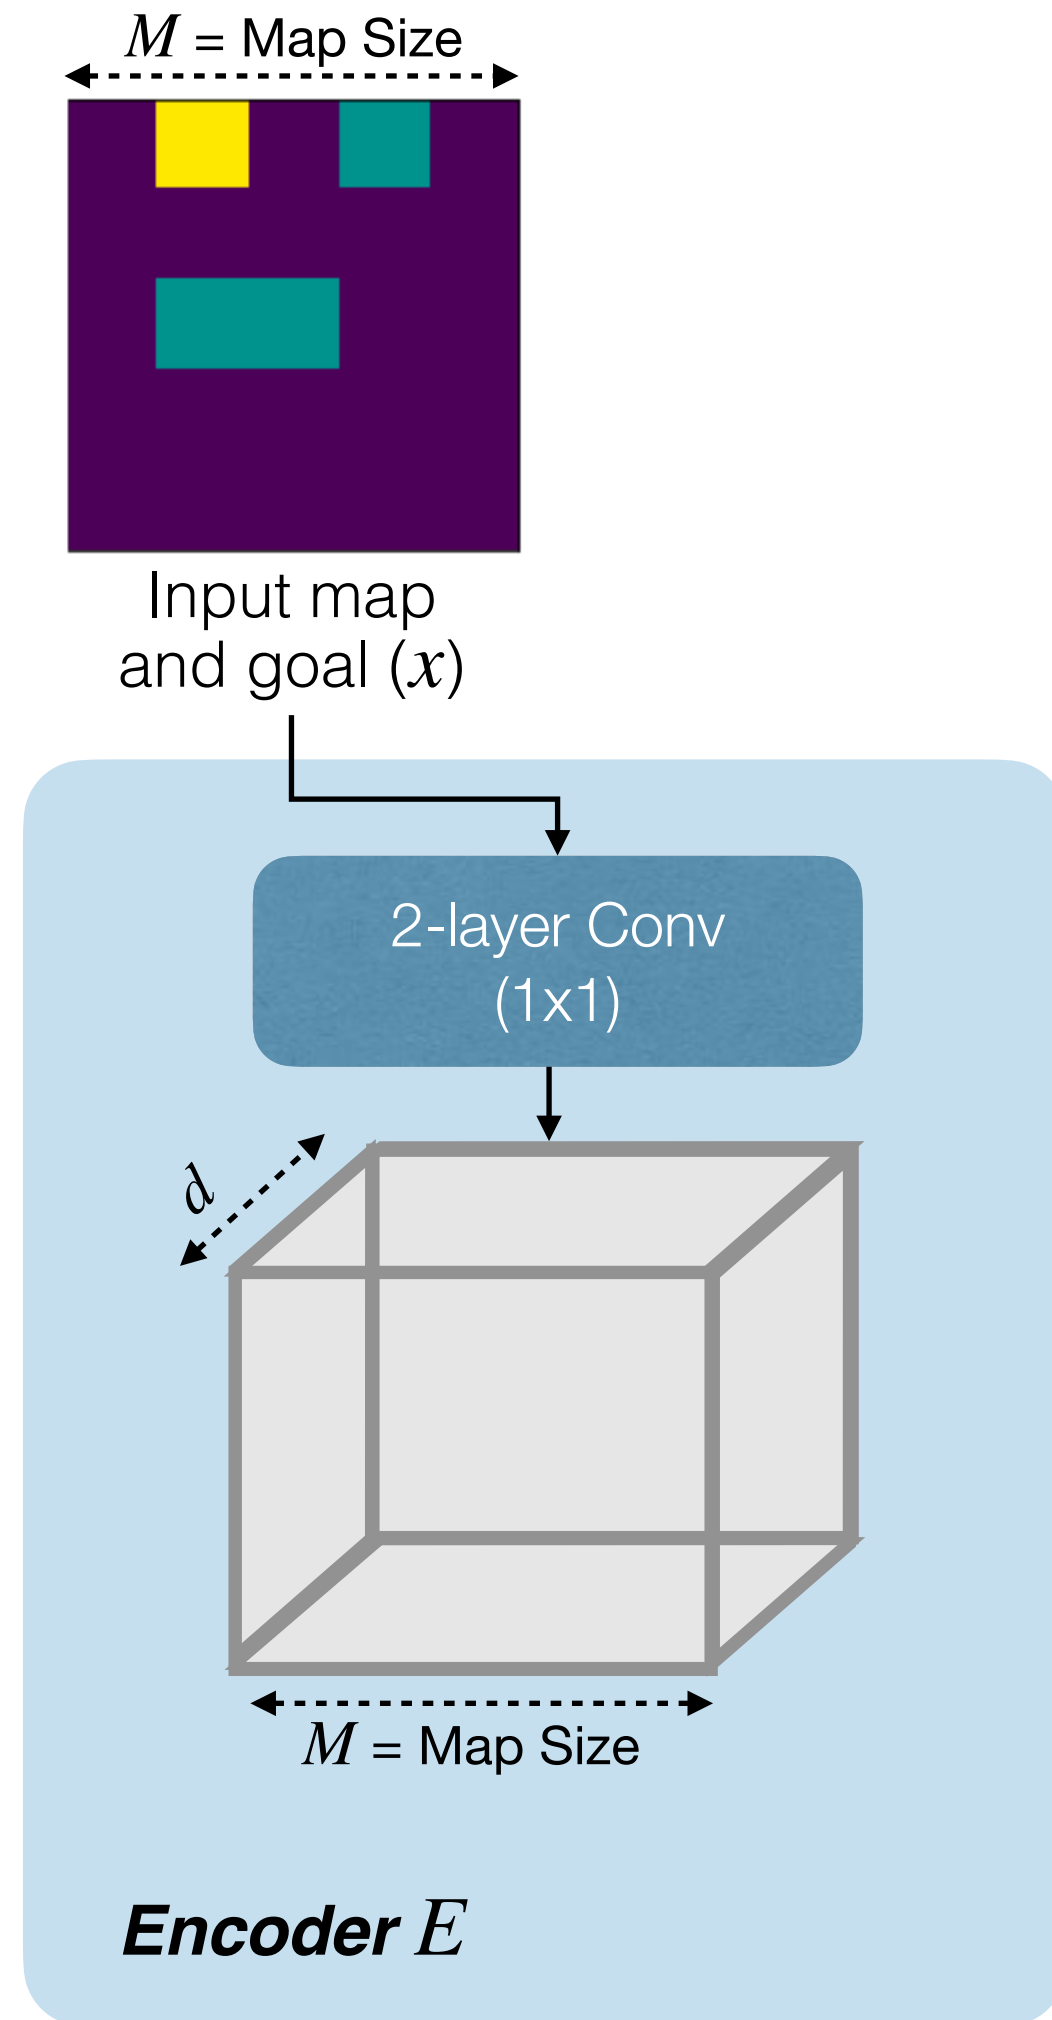 M = Map Size
Input map
and goal (x)
2-layer Conv
(1x1)
d
M = Map Size
Encoder E